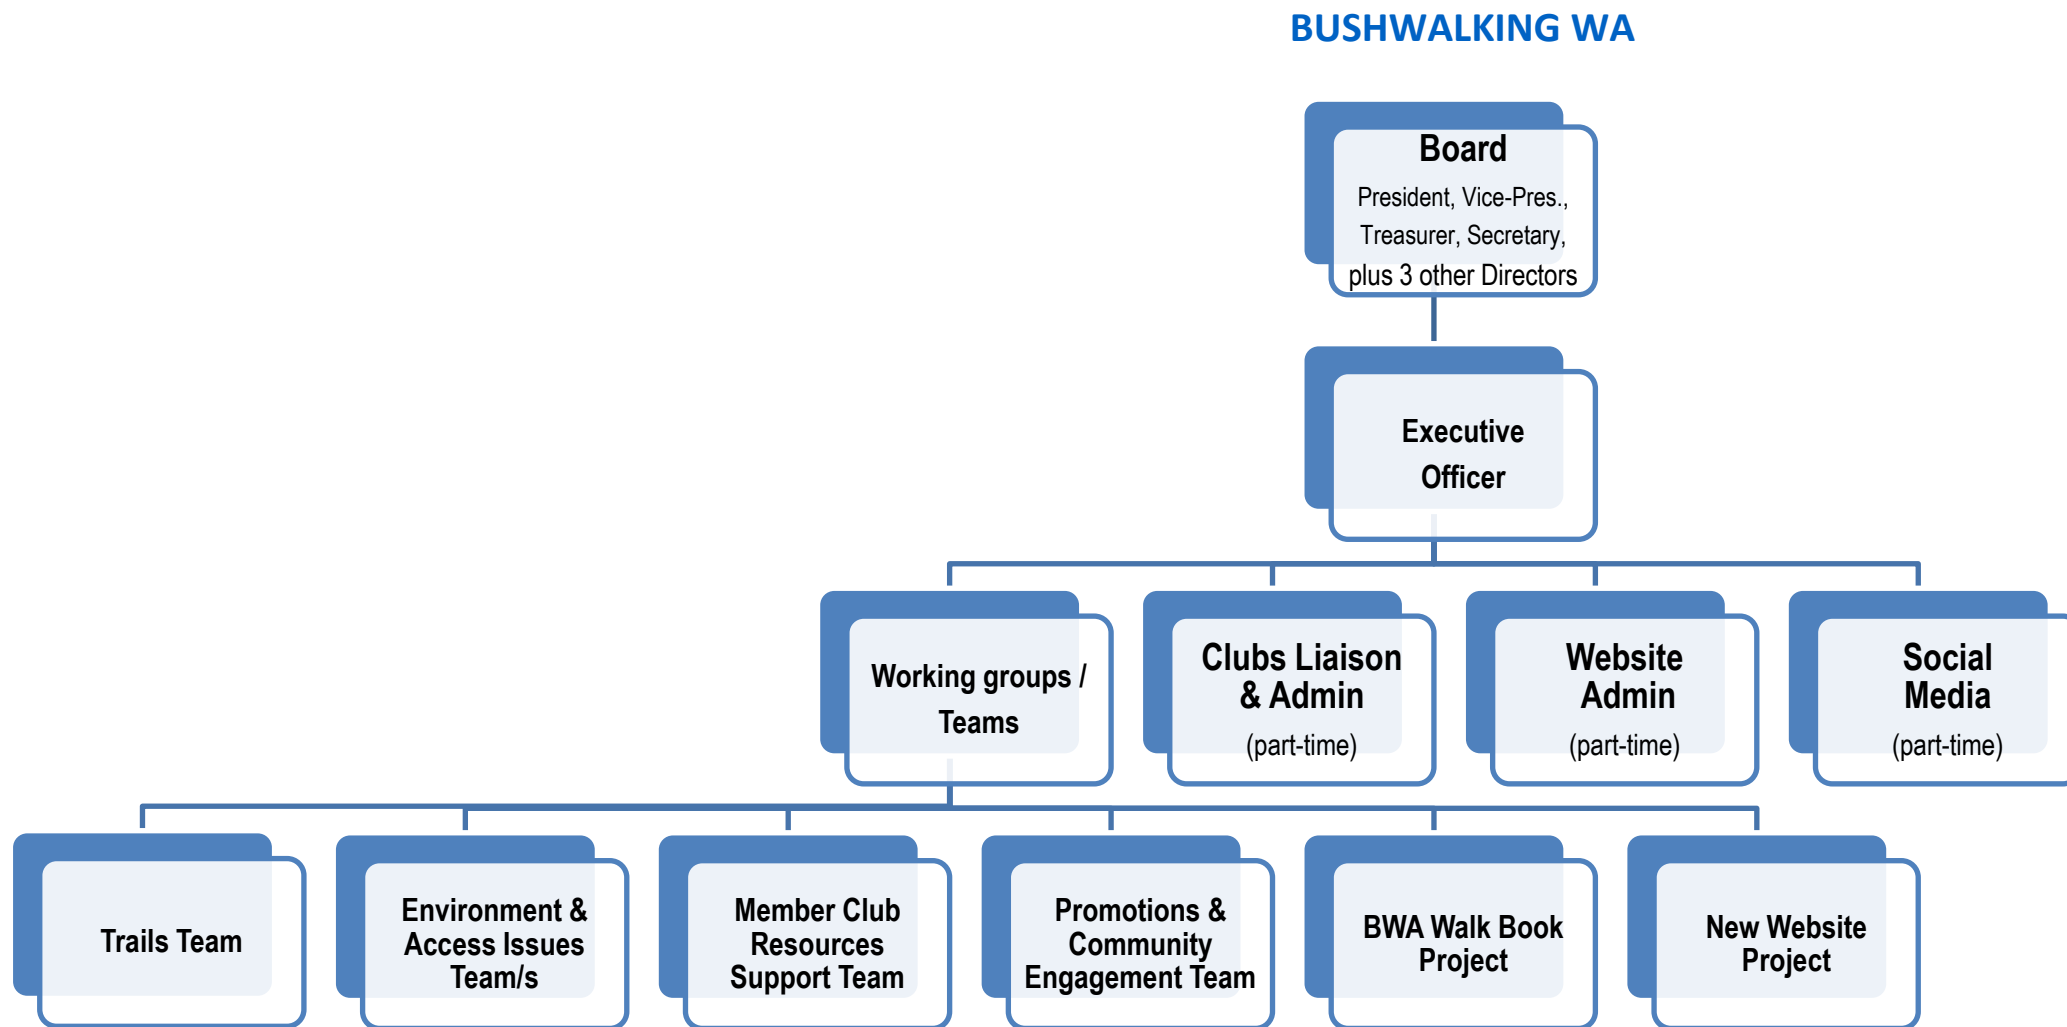 BUSHWALKING WA
Board
President, Vice-Pres.,
Treasurer, Secretary,
plus 3 other Directors
Executive
Officer
Working groups /
Teams
Clubs Liaison
& Admin
(part-time)
Website
Admin
(part-time)
Social
Media
(part-time)
Trails Team
Environment &
Access Issues
Team/s
Member Club
Resources
Support Team
Promotions &
Community
Engagement Team
BWA Walk Book
Project
New Website
Project